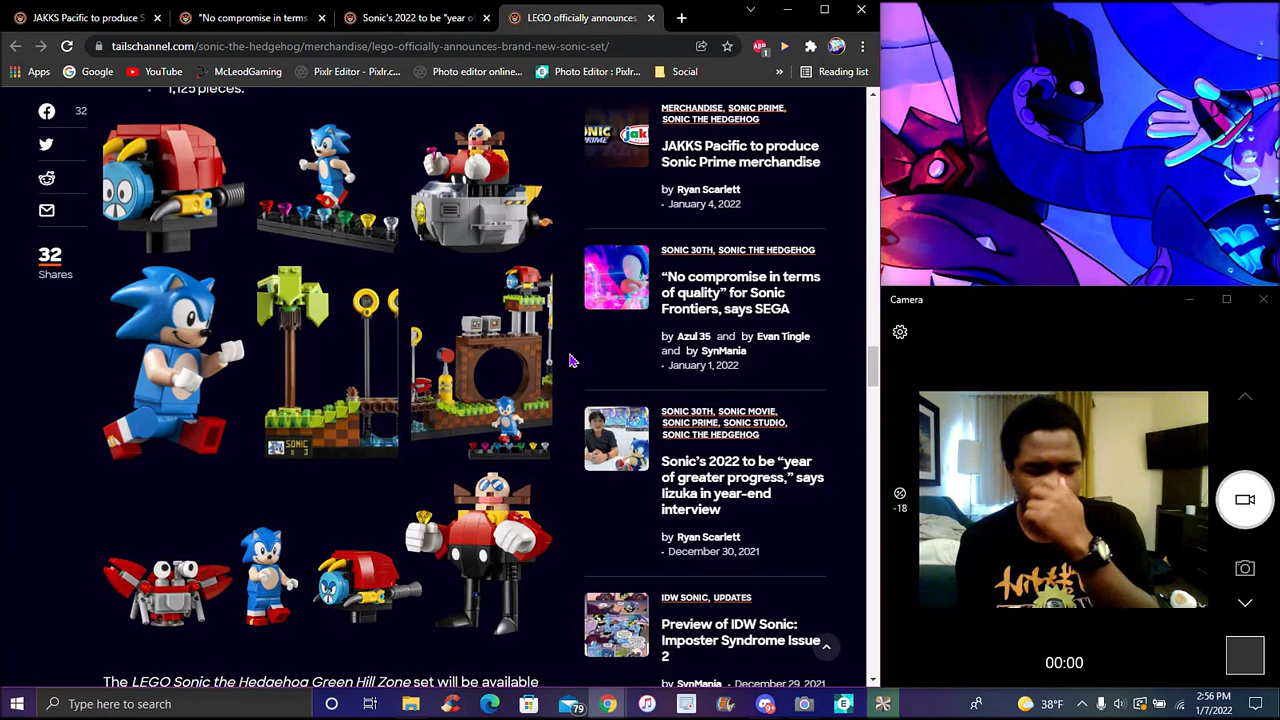 JAKKS Pacific to produce S
"No compromise in terms
Sonic's 2022 to be "year of
LEGO officially announces
tailschannel.com/sonic-the-hedgehog/merchandise/lego-officially-announces-brand-new-sonic-set/
Apps
Google
YouTube
McLeodGaming
Pixlr Editor - Pixlr.c...
Photo editor online...
Photo Editor : Pixlr...
Social
Reading list
1,125 pieces.
32
32
Shares
SONIC
MERCHANDISE, SONIC PRIME,
SONIC THE HEDGEHOG
JAKKS Pacific to produce
Sonic Prime merchandise
by Ryan Scarlett
- January 4, 2022
SONIC 30TH, SONIC THE HEDGEHOG
“No compromise in terms
of quality” for Sonic
Frontiers, says SEGA
by Azul 35 and by Evan Tingle
and by SynMania
- January 1, 2022
SONIC 30TH, SONIC MOVIE,
SONIC PRIME, SONIC STUDIO,
SONIC THE HEDGEHOG
Sonic’s 2022 to be “year
of greater progress,” says
Iizuka in year-end
interview
by Ryan Scarlett
- December 30, 2021
IDW SONIC, UPDATES
Preview of IDW Sonic:
Imposter Syndrome Issue
2
by SynMania - December 29, 2021
The LEGO Sonic the Hedgehog Green Hill Zone set will be available
Camera
-18
00:00
Type here to search
79
38°F
2:56 PM
1/7/2022